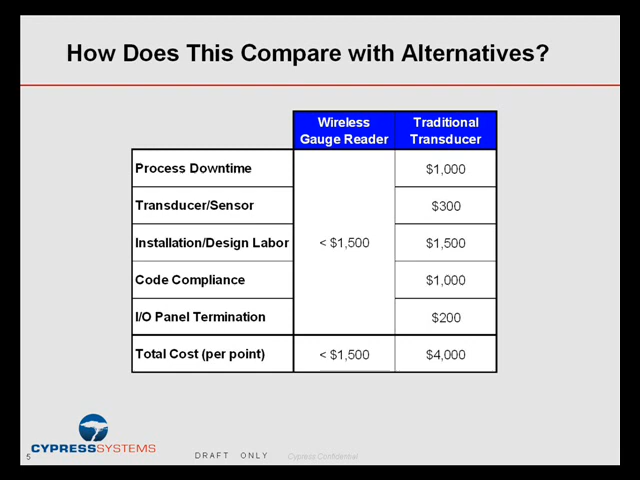 How Does This Compare with Alternatives?
Wireless Gauge Reader
Traditional Transducer
Process Downtime
$1,000
Transducer/Sensor
$300
Installation/Design Labor
< $1,500
$1,500
Code Compliance
$1,000
I/O Panel Termination
$200
Total Cost (per point)
< $1,500
$4,000
CYPRESSSYSTEMS
5
DRAFT ONLY
Cypress Confidential